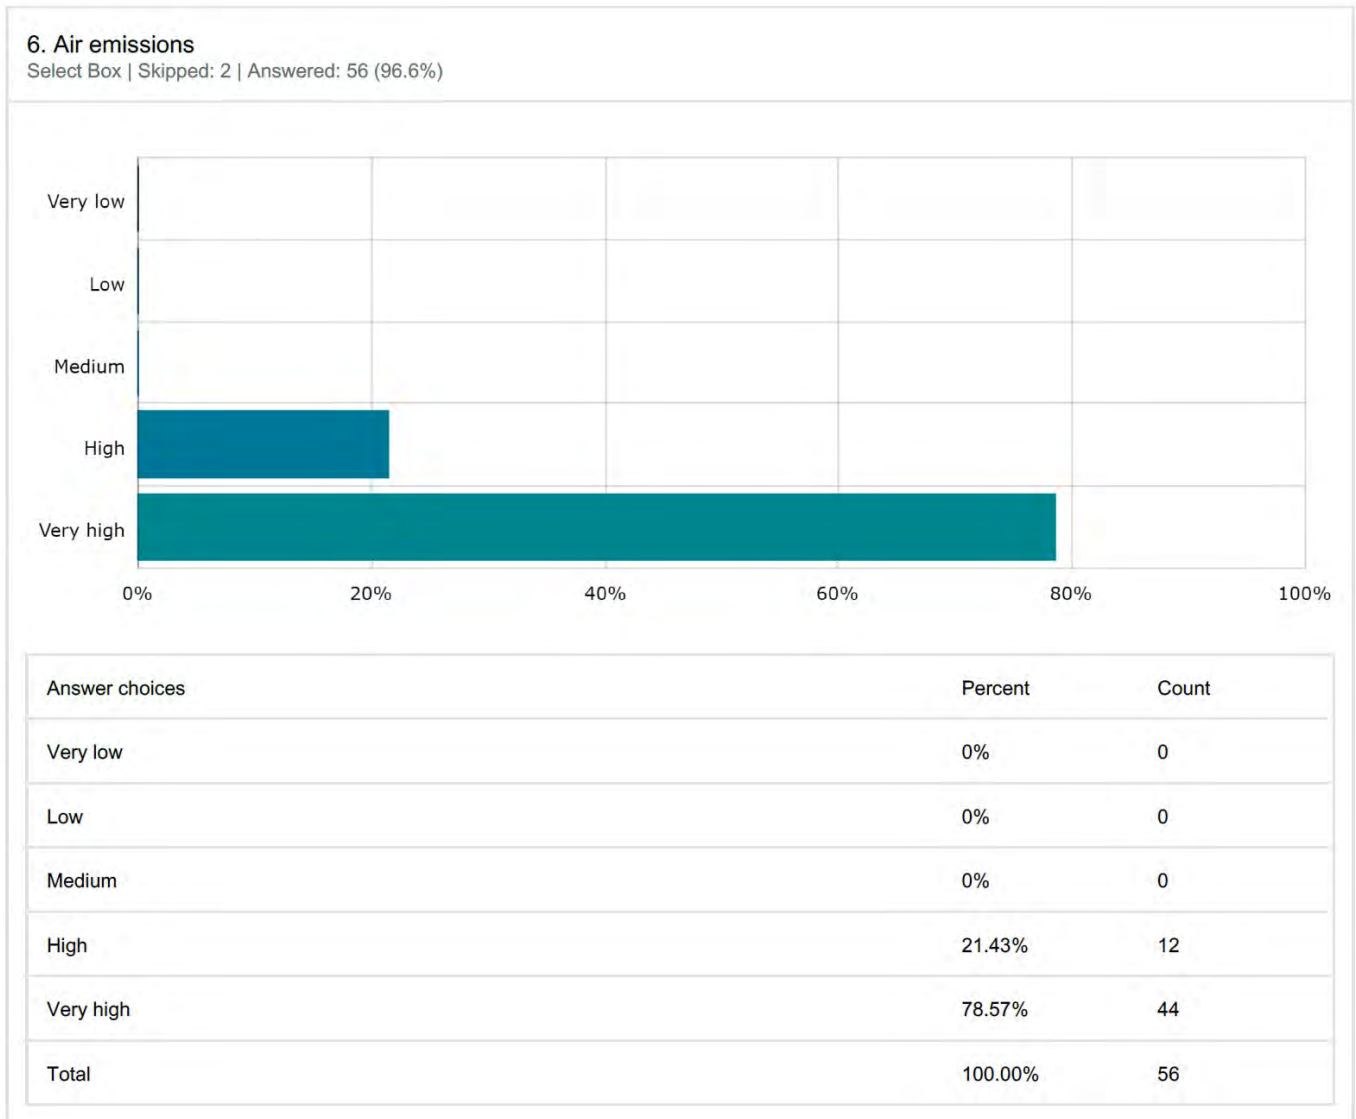 6. Air emissions
Select Box | Skipped: 2 | Answered: 56 (96.6%)
Very low
Low
Medium
High
Very high
0% 20% 40% 60% 80% 100%
Answer choices Percent Count
Very low 0% 0
Low 0% 0
Medium 0% 0
High 21.43% 12
Very high 78.57% 44
Total 100.00% 56